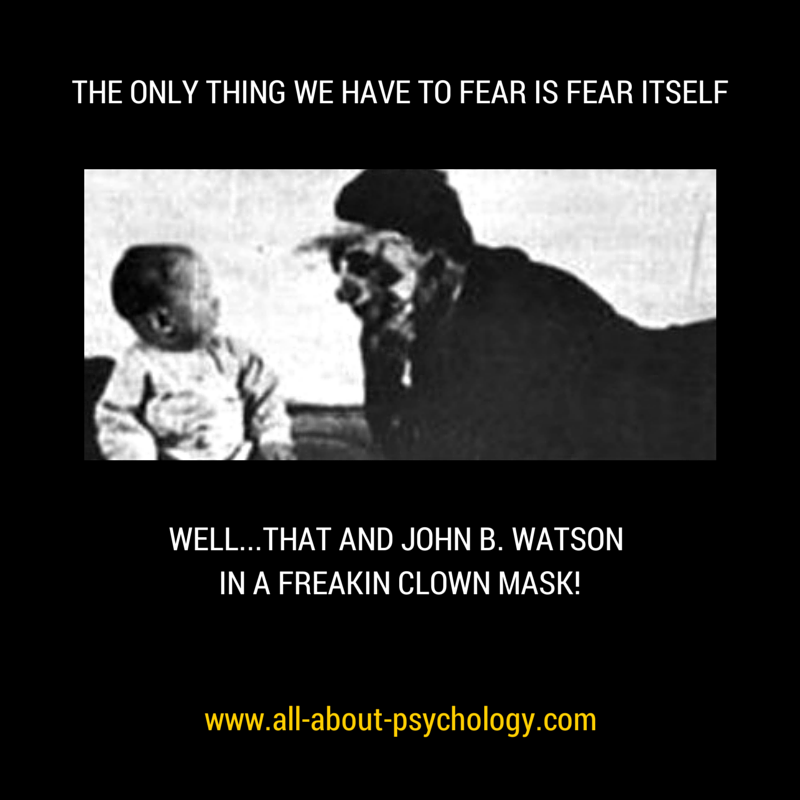 THE ONLY THING WE HAVE TO FEAR IS FEAR ITSELF
WELL...THAT AND JOHN B. WATSON
IN A FREAKIN CLOWN MASK!
www.all-about-psychology.com